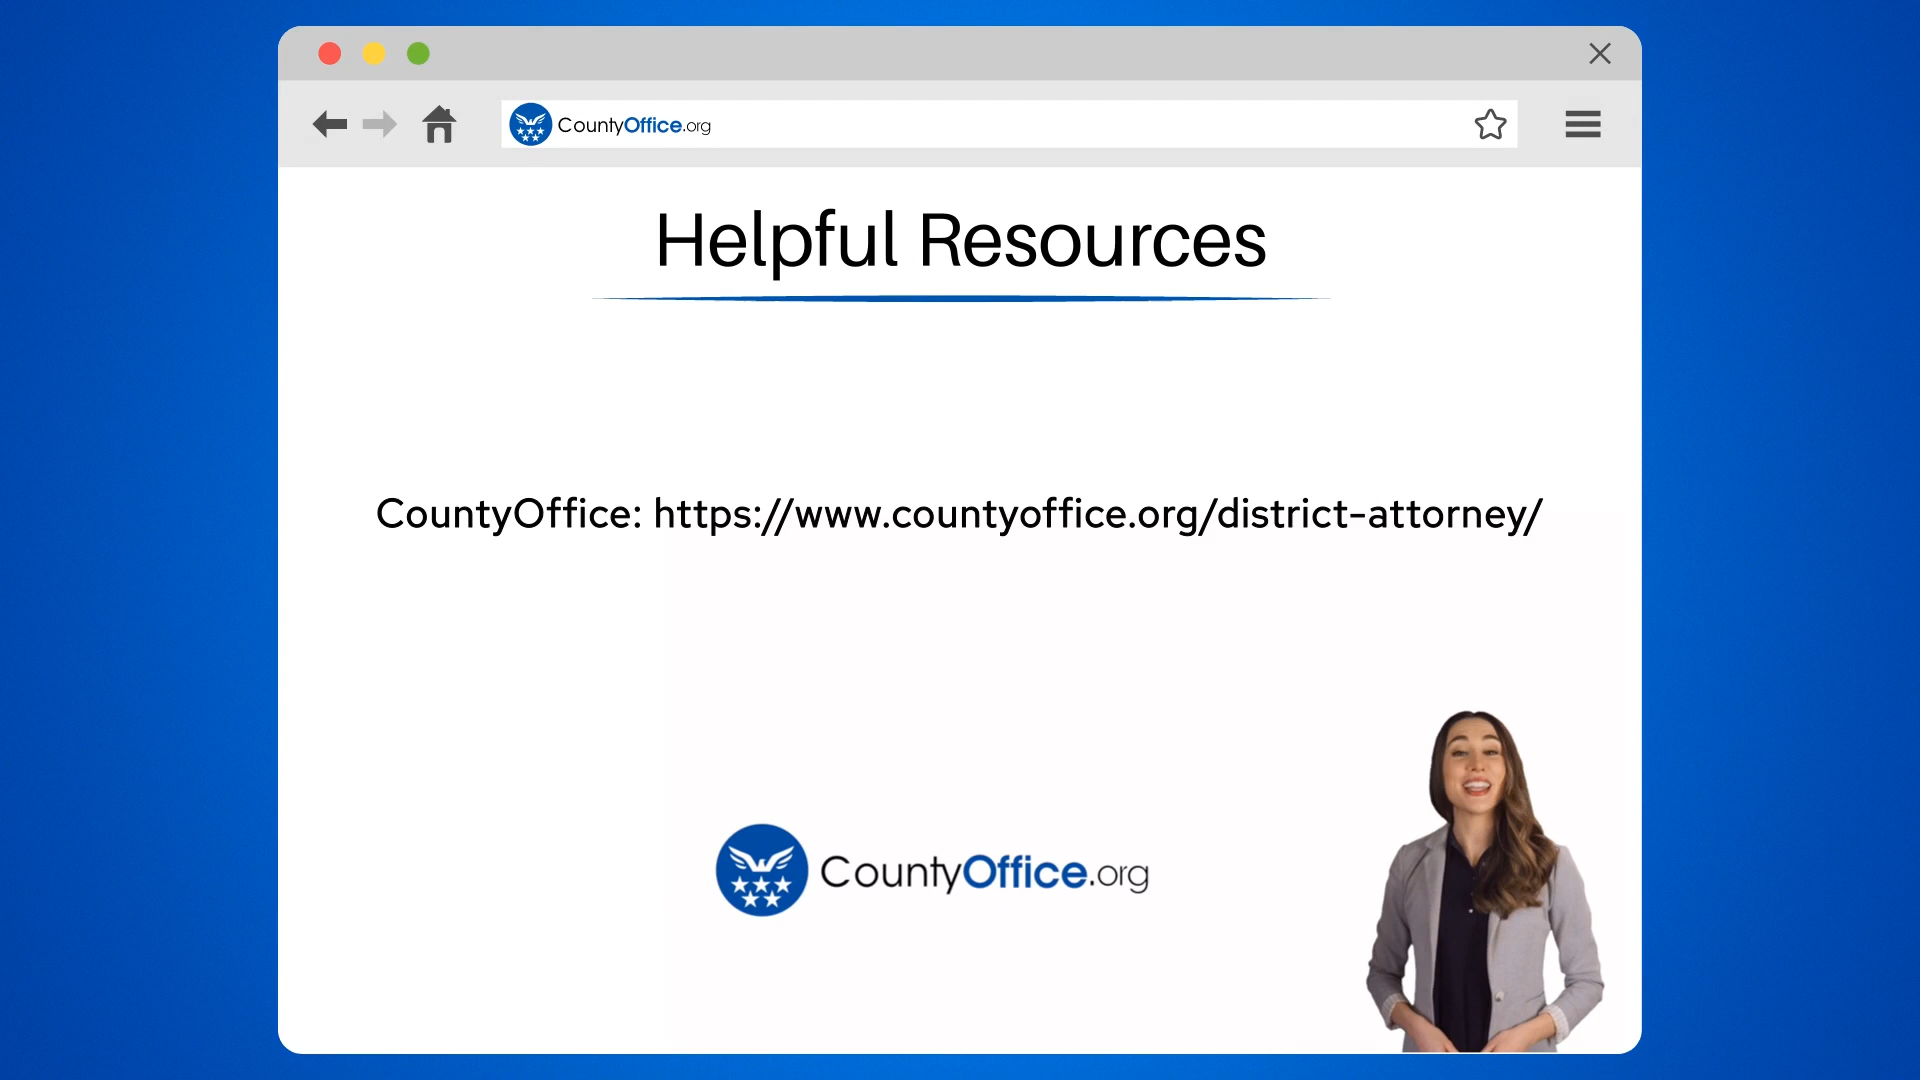 CountyOffice.org
Helpful Resources
CountyOffice: https://www.countyoffice.org/district-attorney/
CountyOffice.org